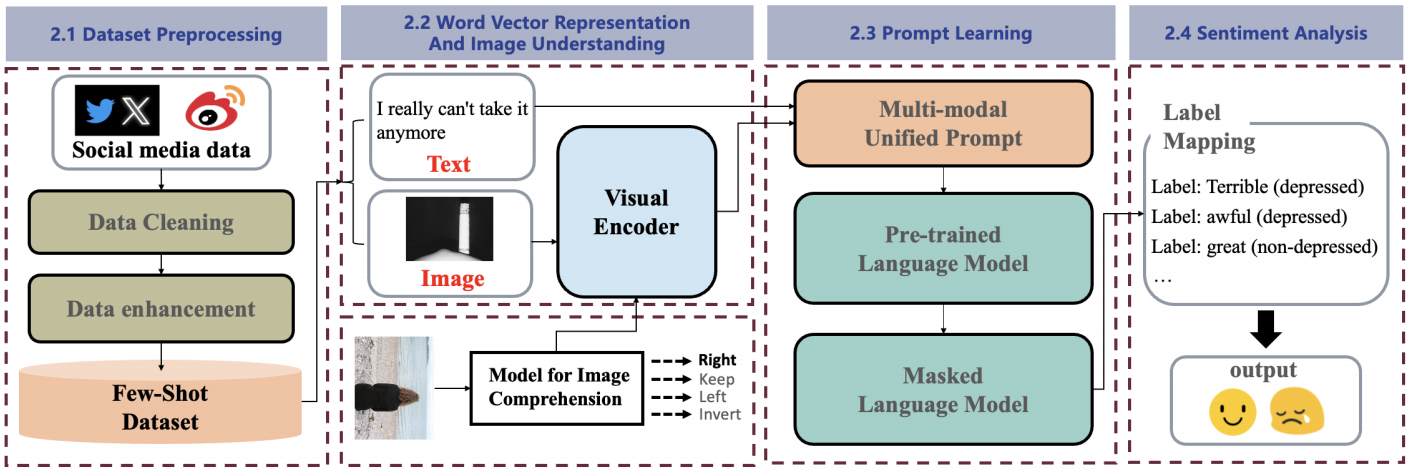 2.1 Dataset Preprocessing
Social media data
Data Cleaning
Data enhancement
Few-Shot
Dataset
2.2 Word Vector Representation
And Image Understanding
I really can't take it
anymore
Text
Image
Visual
Encoder
Model for Image
Comprehension
Right
Keep
Left
Invert
2.3 Prompt Learning
Multi-modal
Unified Prompt
Pre-trained
Language Model
Masked
Language Model
2.4 Sentiment Analysis
Label
Mapping
Label: Terrible (depressed)
Label: awful (depressed)
Label: great (non-depressed)
...
output